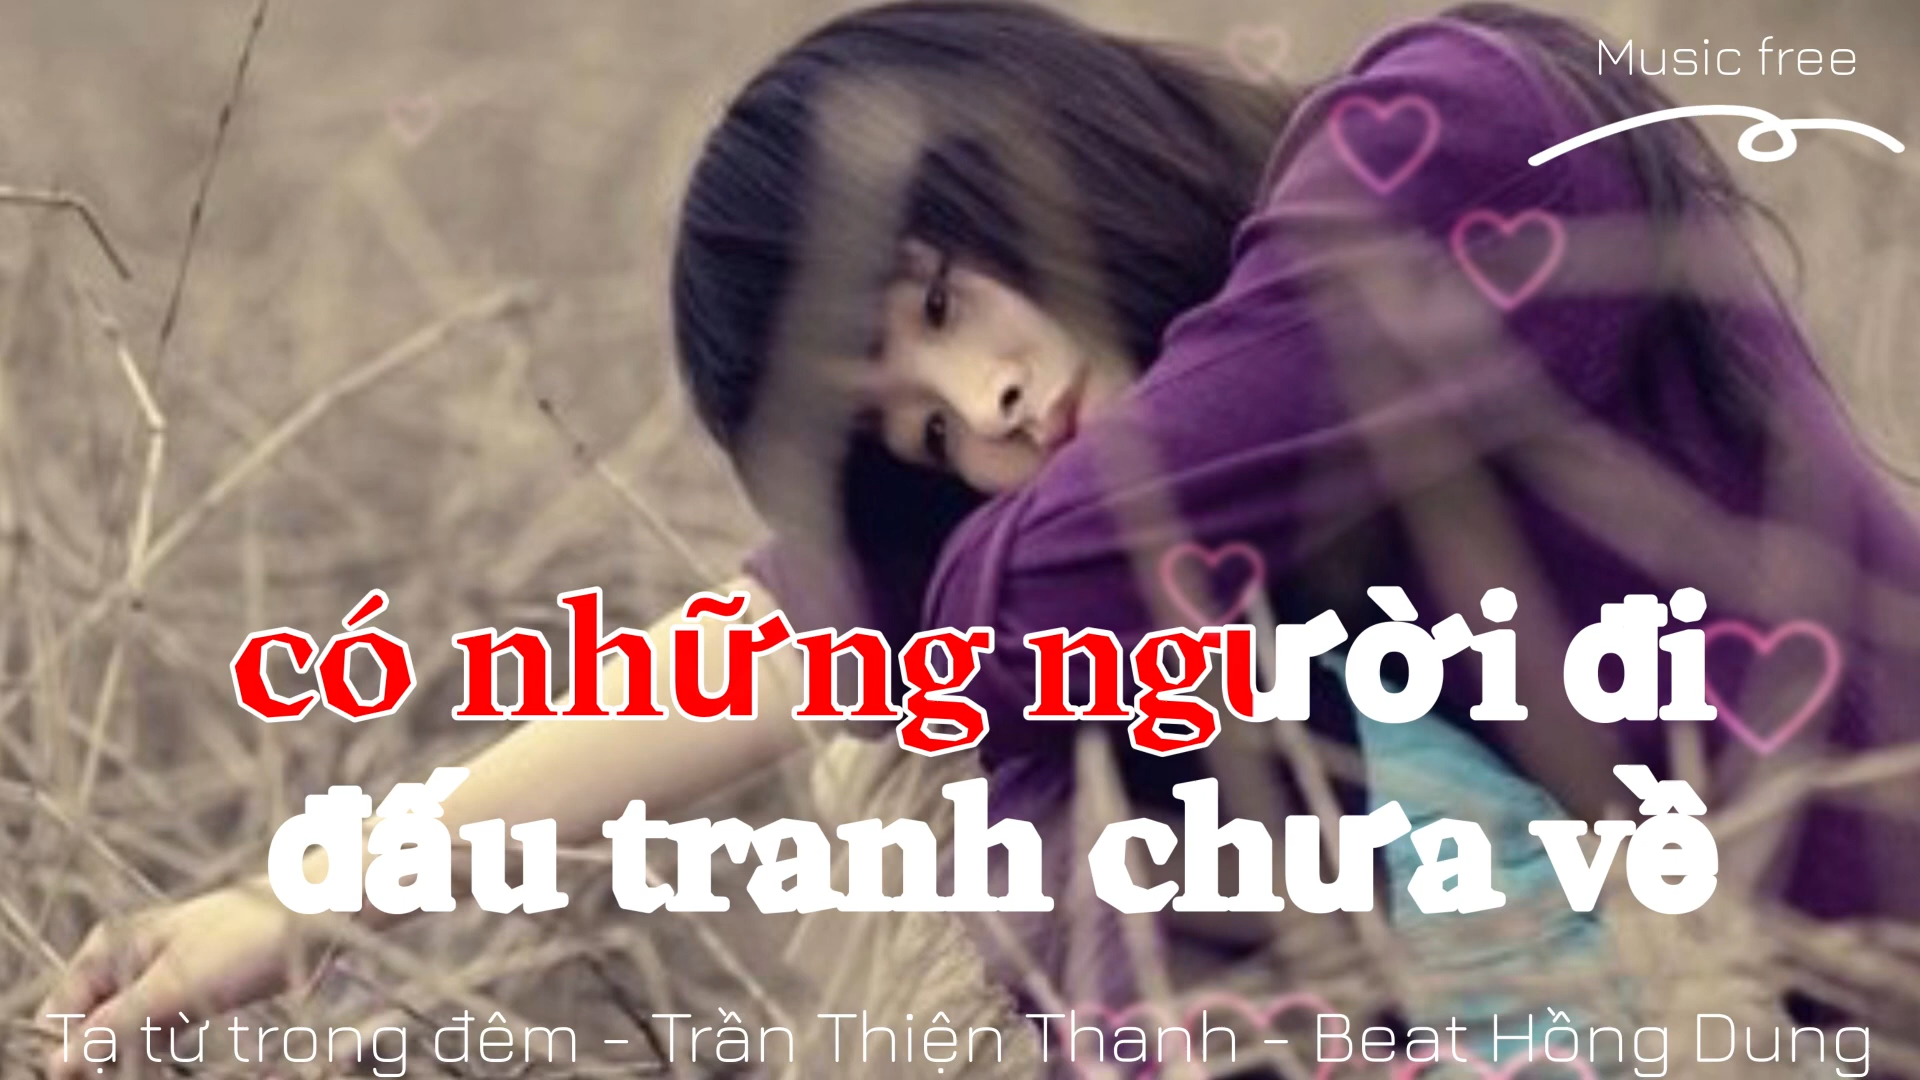 Music free
có những người đi
đấu tranh chưa về
Tạ từ trong đêm - Trần Thiện Thanh - Beat Hồng Dung